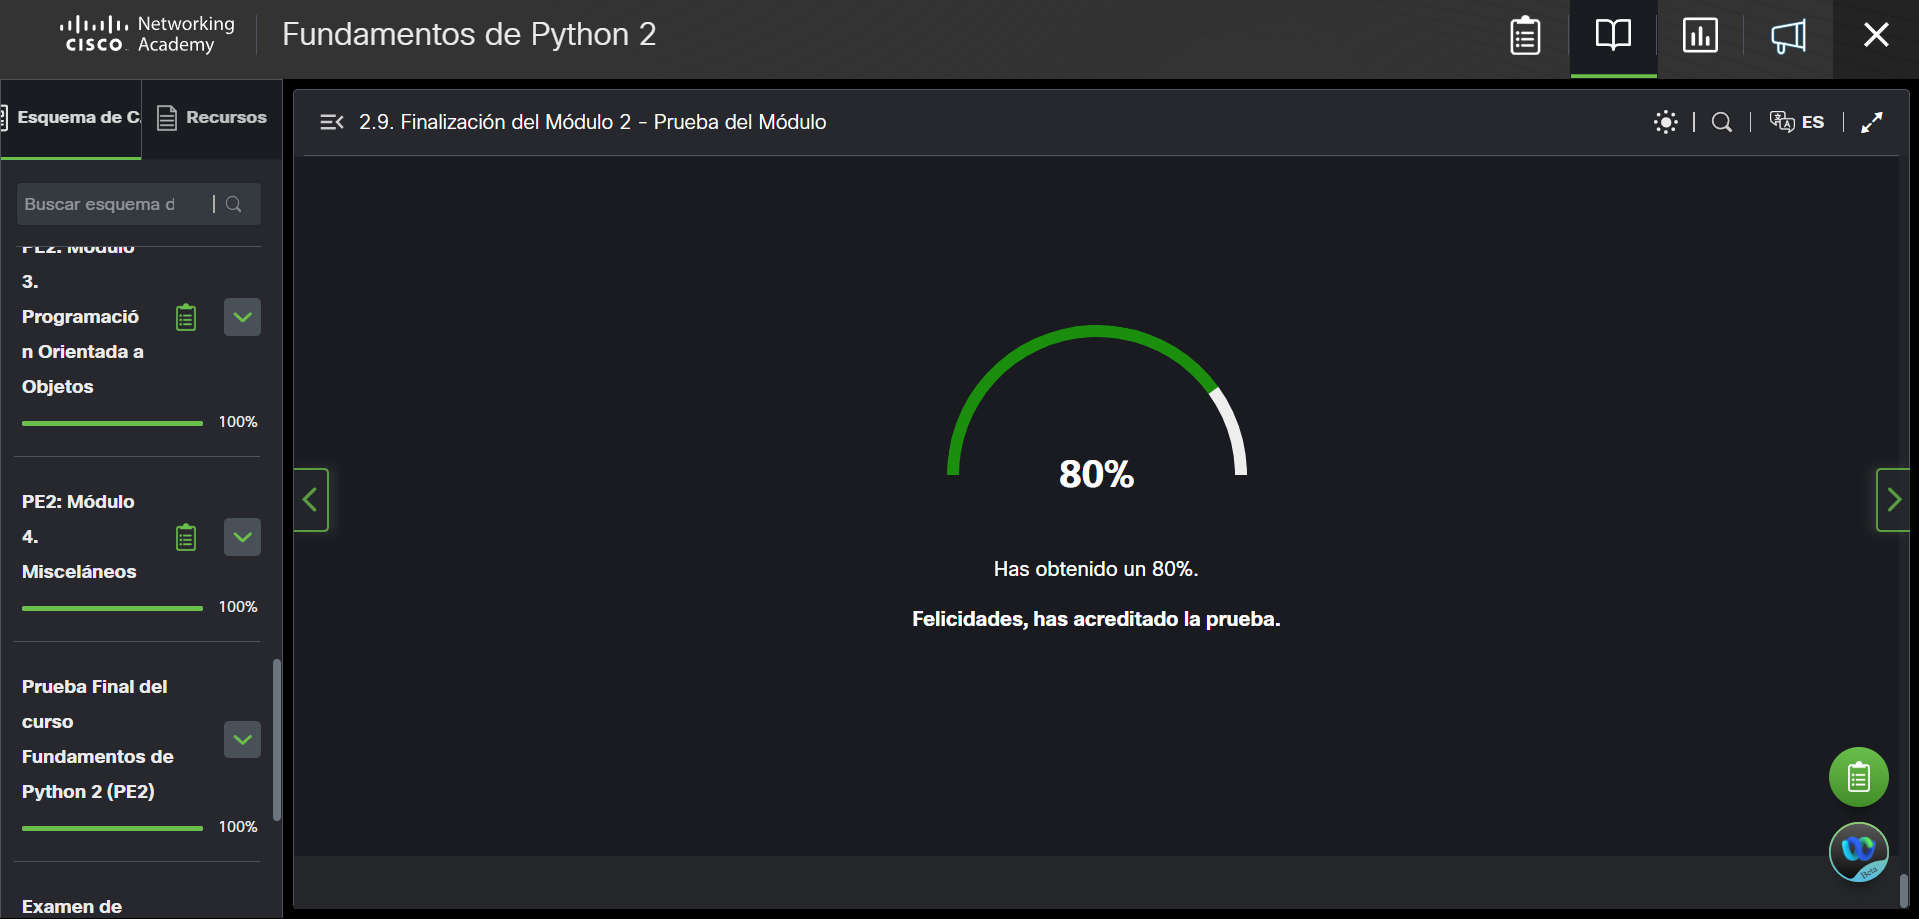 Networking
CISCO Academy
Fundamentos de Python 2
Esquema de C.
Recursos
2.9. Finalización del Módulo 2 - Prueba del Módulo
ES
Buscar esquema d
PE2: Módulo
3.
Programació
n Orientada a
Objetos
100%
PE2: Módulo
4.
Misceláneos
100%
Prueba Final del
curso
Fundamentos de
Python 2 (PE2)
100%
Examen de
80%
Has obtenido un 80%.
Felicidades, has acreditado la prueba.
Beta